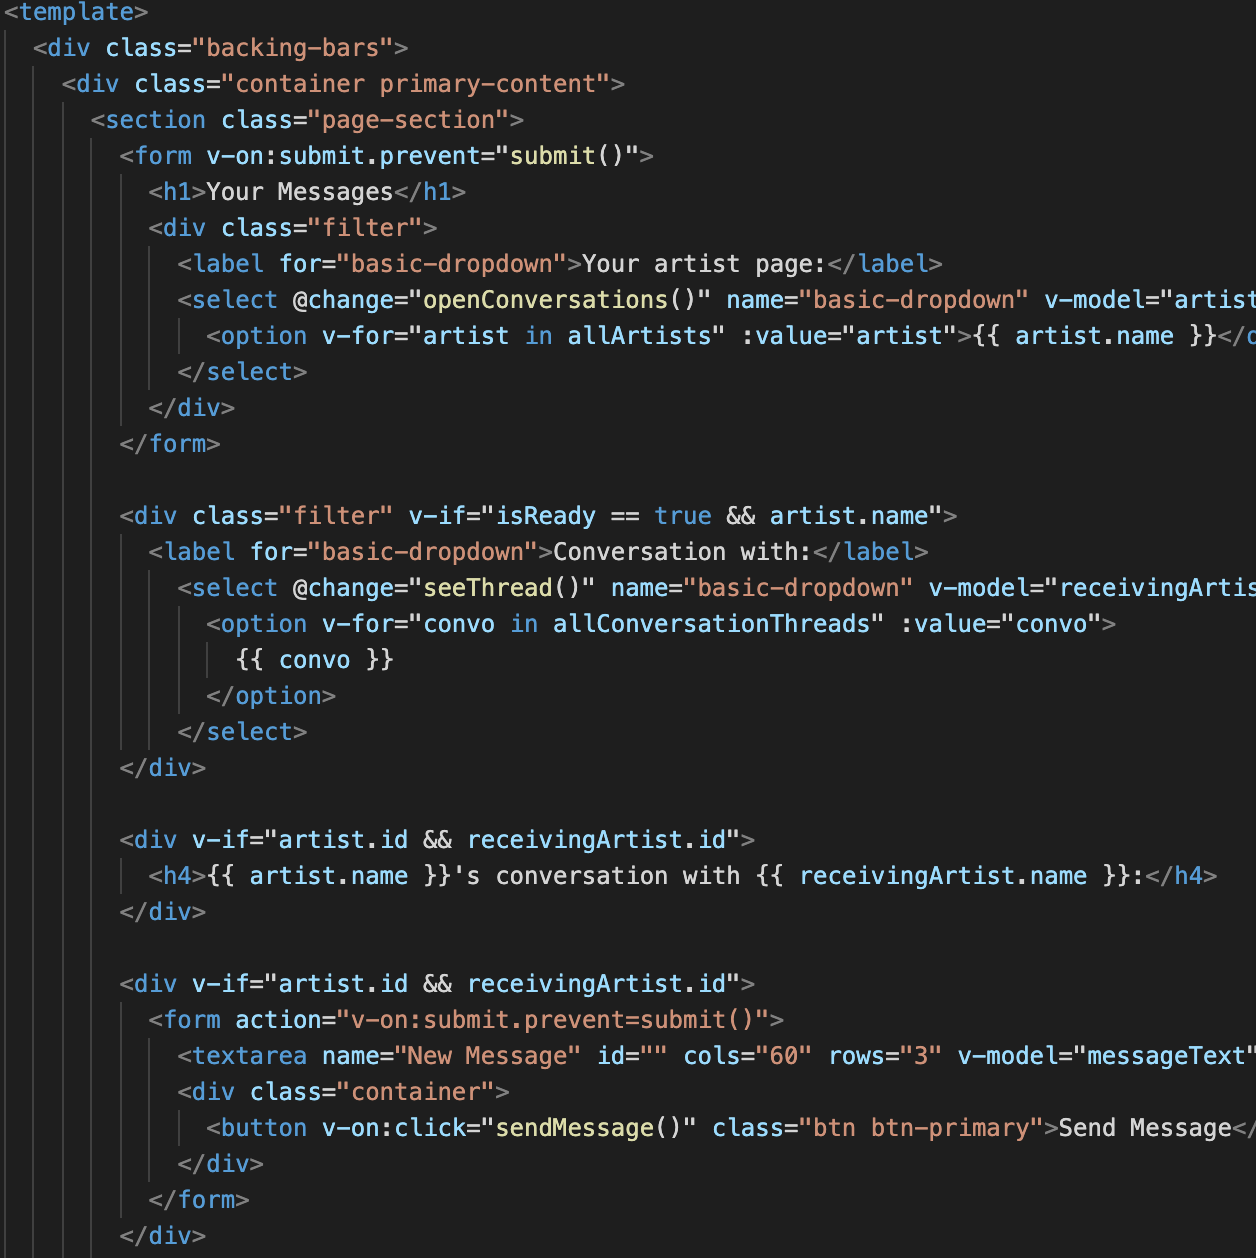 <template>
  <div class="backing-bars">
    <div class="container primary-content">
      <section class="page-section">
        <form v-on:submit.prevent="submit()">
          <h1>Your Messages</h1>
          <div class="filter">
            <label for="basic-dropdown">Your artist page:</label>
            <select @change="openConversations()" name="basic-dropdown" v-model="artist
              <option v-for="artist in allArtists" :value="artist">{{ artist.name }}</
            </select>
          </div>
        </form>

        <div class="filter" v-if="isReady == true && artist.name">
          <label for="basic-dropdown">Conversation with:</label>
            <select @change="seeThread()" name="basic-dropdown" v-model="receivingArtis
              <option v-for="convo in allConversationThreads" :value="convo">
                {{ convo }}
              </option>
            </select>
        </div>

        <div v-if="artist.id && receivingArtist.id">
          <h4>{{ artist.name }}'s conversation with {{ receivingArtist.name }}:</h4>
        </div>

        <div v-if="artist.id && receivingArtist.id">
          <form action="v-on:submit.prevent=submit()">
            <textarea name="New Message" id="" cols="60" rows="3" v-model="messageText"
            <div class="container">
              <button v-on:click="sendMessage()" class="btn btn-primary">Send Message</
            </div>
          </form>
        </div>